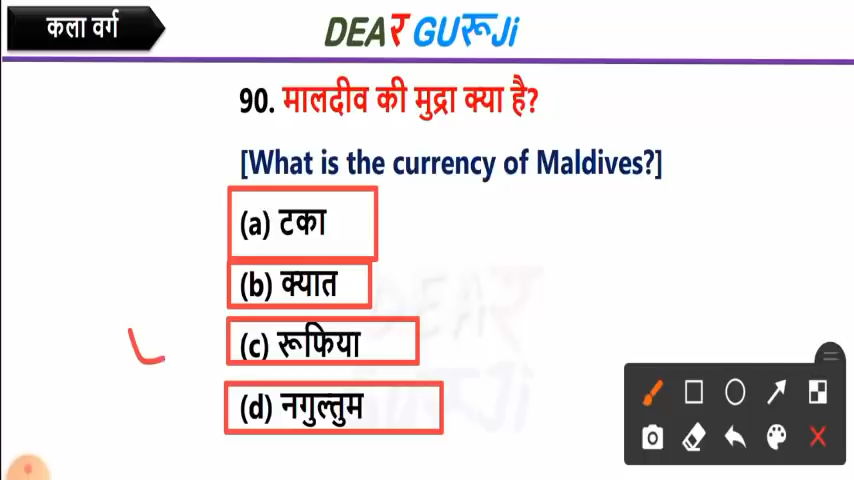 कला वर्ग
DEAR GURUJi
90. मालदीव की मुद्रा क्या है?
[What is the currency of Maldives?]
(a) टका
(b) क्यात
(c) रूफिया
(d) नगुल्तुम